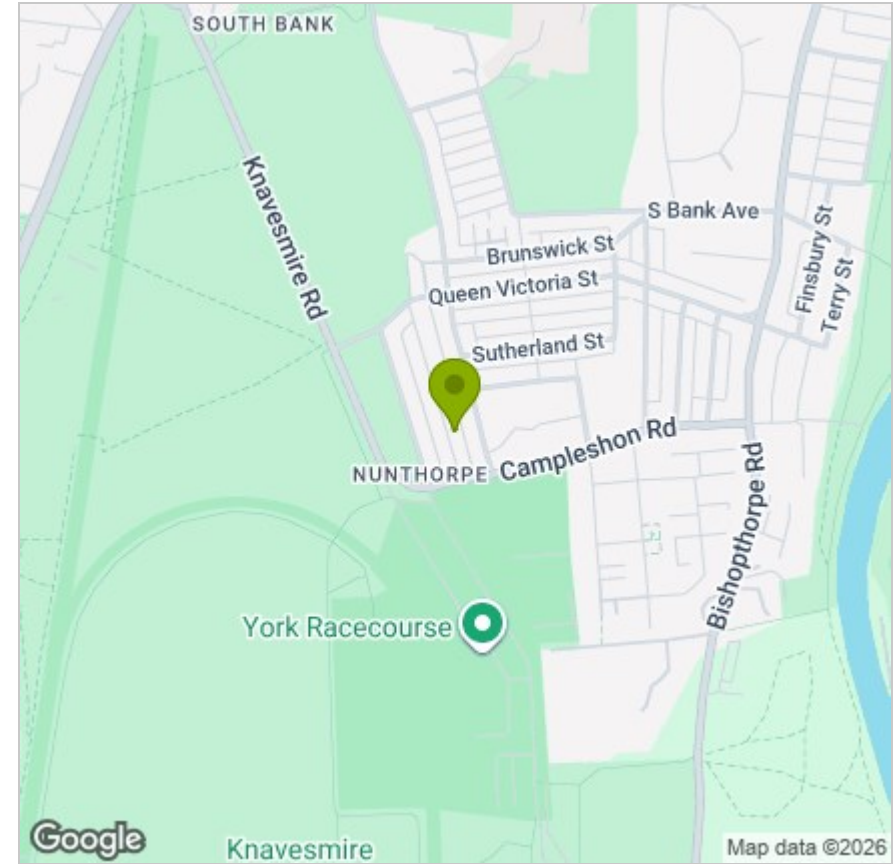 SOUTH BANK
Knavesmire Rd
S Bank Ave
Brunswick St
Finsbury St
Terry St
Queen Victoria St
Sutherland St
NUNTHORPE
Campleshon Rd
Bishopthorpe Rd
York Racecourse
Knavesmire
Google
Map data ©2026